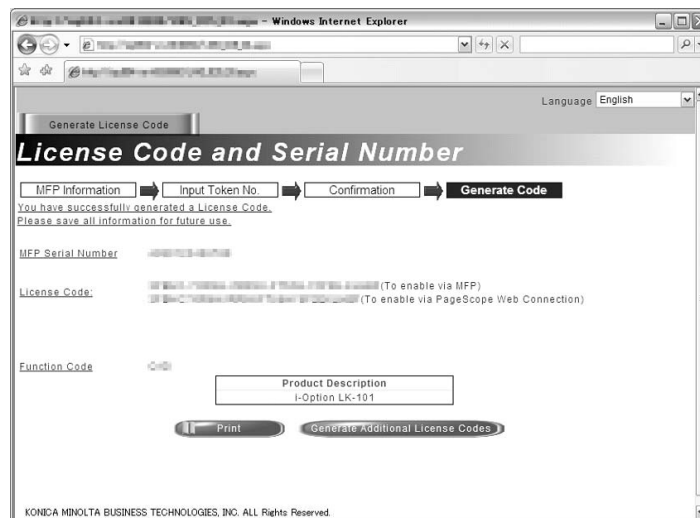 - Windows Internet Explorer
Language English
Generate License Code
License Code and Serial Number
MFP Information Input Token No. Confirmation Generate Code
You have successfully generated a License Code.
Please save all information for future use.
MFP Serial Number
License Code: (To enable via MFP)
(To enable via PageScope Web Connection)
Function Code
Product Description
i-Option LK-101
Print Generate Additional License Codes
KONICA MINOLTA BUSINESS TECHNOLOGIES, INC. ALL Rights Reserved.